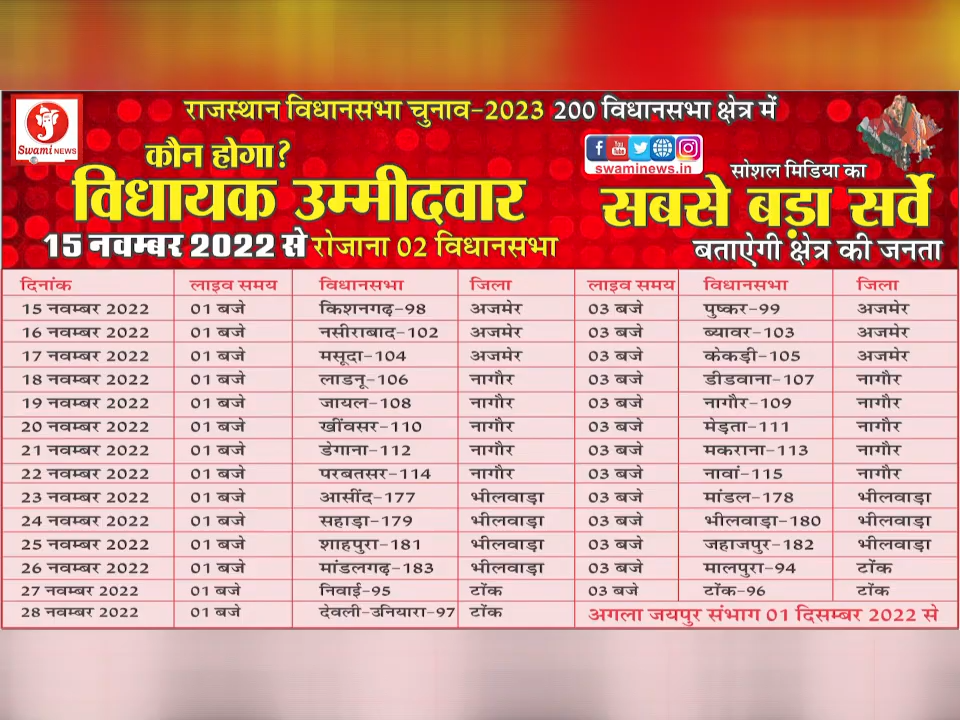 राजस्थान विधानसभा चुनाव-2023 200 विधानसभा क्षेत्र में
Swami NEWS
कौन होगा?
विधायक उम्मीदवार
15 नवम्बर 2022 से रोजाना 02 विधानसभा
You Tube
swaminews.in
सोशल मिडिया का
सबसे बड़ा सर्वे
बताऐगी क्षेत्र की जनता
दिनांक लाइव समय विधानसभा जिला लाइव समय विधानसभा जिला
15 नवम्बर 2022 01 बजे किशनगढ़-98 अजमेर 03 बजे पुष्कर-99 अजमेर
16 नवम्बर 2022 01 बजे नसीराबाद-102 अजमेर 03 बजे ब्यावर-103 अजमेर
17 नवम्बर 2022 01 बजे मसूदा-104 अजमेर 03 बजे केकड़ी-105 अजमेर
18 नवम्बर 2022 01 बजे लाडनू-106 नागौर 03 बजे डीडवाना-107 नागौर
19 नवम्बर 2022 01 बजे जायल-108 नागौर 03 बजे नागौर-109 नागौर
20 नवम्बर 2022 01 बजे खींवसर-110 नागौर 03 बजे मेड़ता-111 नागौर
21 नवम्बर 2022 01 बजे डेगाना-112 नागौर 03 बजे मकराना-113 नागौर
22 नवम्बर 2022 01 बजे परबतसर-114 नागौर 03 बजे नावां-115 नागौर
23 नवम्बर 2022 01 बजे आसींद-177 भीलवाड़ा 03 बजे मांडल-178 भीलवाड़ा
24 नवम्बर 2022 01 बजे सहाड़ा-179 भीलवाड़ा 03 बजे भीलवाड़ा-180 भीलवाड़ा
25 नवम्बर 2022 01 बजे शाहपुरा-181 भीलवाड़ा 03 बजे जहाजपुर-182 भीलवाड़ा
26 नवम्बर 2022 01 बजे मांडलगढ़-183 भीलवाड़ा 03 बजे मालपुरा-94 टोंक
27 नवम्बर 2022 01 बजे निवाई-95 टोंक 03 बजे टोंक-96 टोंक
28 नवम्बर 2022 01 बजे देवली-उनियारा-97 टोंक अगला जयपुर संभाग 01 दिसम्बर 2022 से